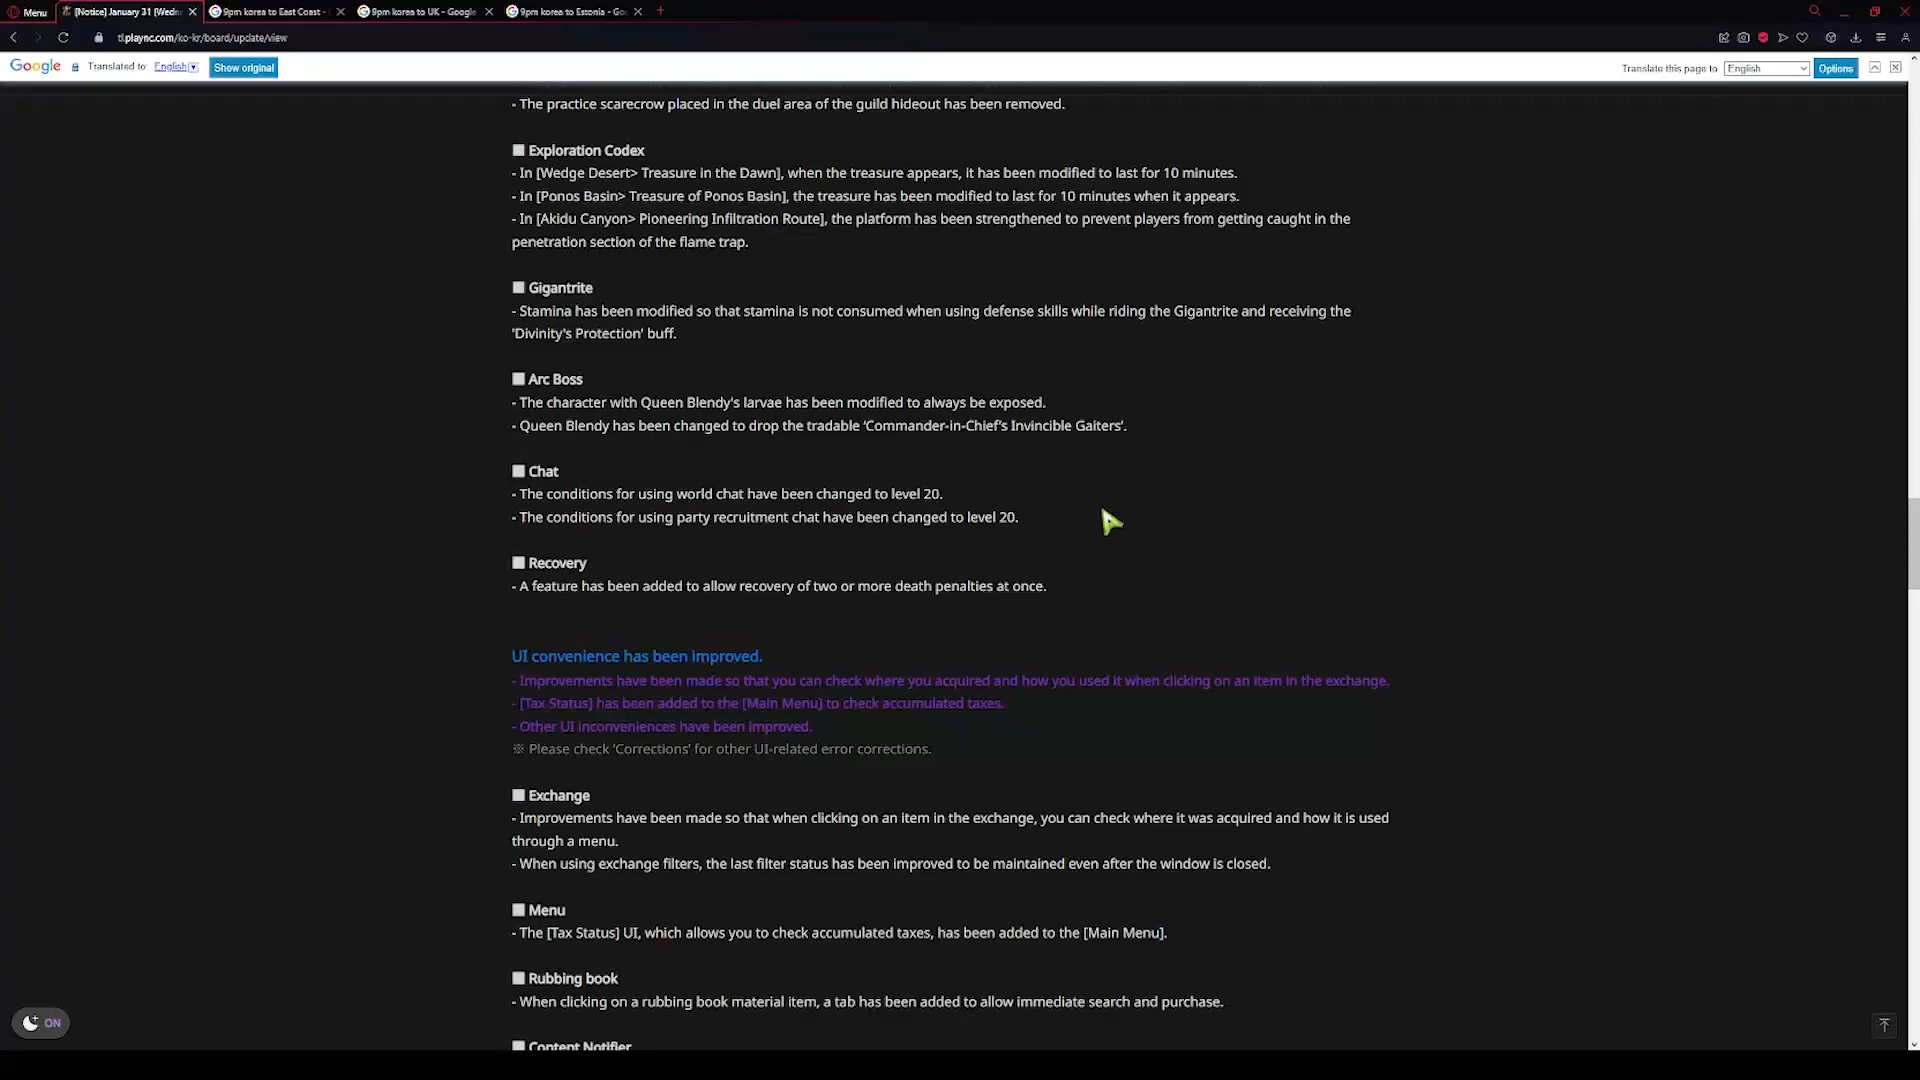 Menu
[Notice] January 31 (Wedn
9pm korea to East Coast -
9pm korea to UK - Google
9pm korea to Estonia - Go
tl.plaync.com/ko-kr/board/update/view
Google Translated to: English Show original
Translate this page to English Options
- The practice scarecrow placed in the duel area of the guild hideout has been removed.
Exploration Codex
- In [Wedge Desert> Treasure in the Dawn], when the treasure appears, it has been modified to last for 10 minutes.
- In [Ponos Basin> Treasure of Ponos Basin], the treasure has been modified to last for 10 minutes when it appears.
- In [Akidu Canyon> Pioneering Infiltration Route], the platform has been strengthened to prevent players from getting caught in the
penetration section of the flame trap.
Gigantrite
- Stamina has been modified so that stamina is not consumed when using defense skills while riding the Gigantrite and receiving the
'Divinity's Protection' buff.
Arc Boss
- The character with Queen Blendy's larvae has been modified to always be exposed.
- Queen Blendy has been changed to drop the tradable ‘Commander-in-Chief’s Invincible Gaiters’.
Chat
- The conditions for using world chat have been changed to level 20.
- The conditions for using party recruitment chat have been changed to level 20.
Recovery
- A feature has been added to allow recovery of two or more death penalties at once.
UI convenience has been improved.
- Improvements have been made so that you can check where you acquired and how you used it when clicking on an item in the exchange.
- [Tax Status] has been added to the [Main Menu] to check accumulated taxes.
- Other UI inconveniences have been improved.
※ Please check ‘Corrections’ for other UI-related error corrections.
Exchange
- Improvements have been made so that when clicking on an item in the exchange, you can check where it was acquired and how it is used
through a menu.
- When using exchange filters, the last filter status has been improved to be maintained even after the window is closed.
Menu
- The [Tax Status] UI, which allows you to check accumulated taxes, has been added to the [Main Menu].
Rubbing book
- When clicking on a rubbing book material item, a tab has been added to allow immediate search and purchase.
ON
Content Notifier